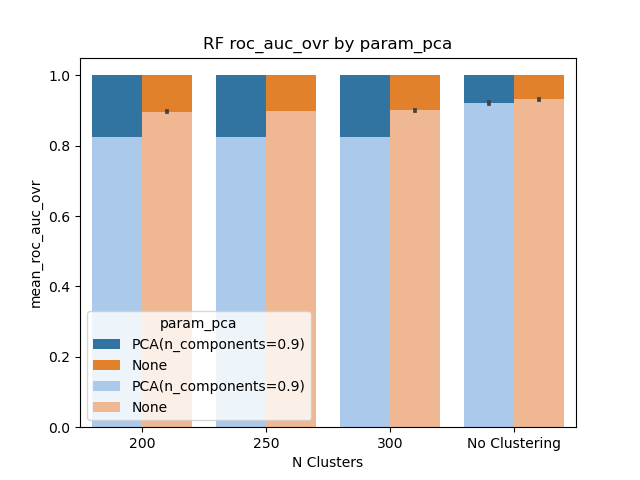 RF roc_auc_ovr by param_pca
mean_roc_auc_ovr
1.0
0.8
0.6
0.4
0.2
0.0
param_pca
PCA(n_components=0.9)
None
PCA(n_components=0.9)
None
200
250
300
No Clustering
N Clusters